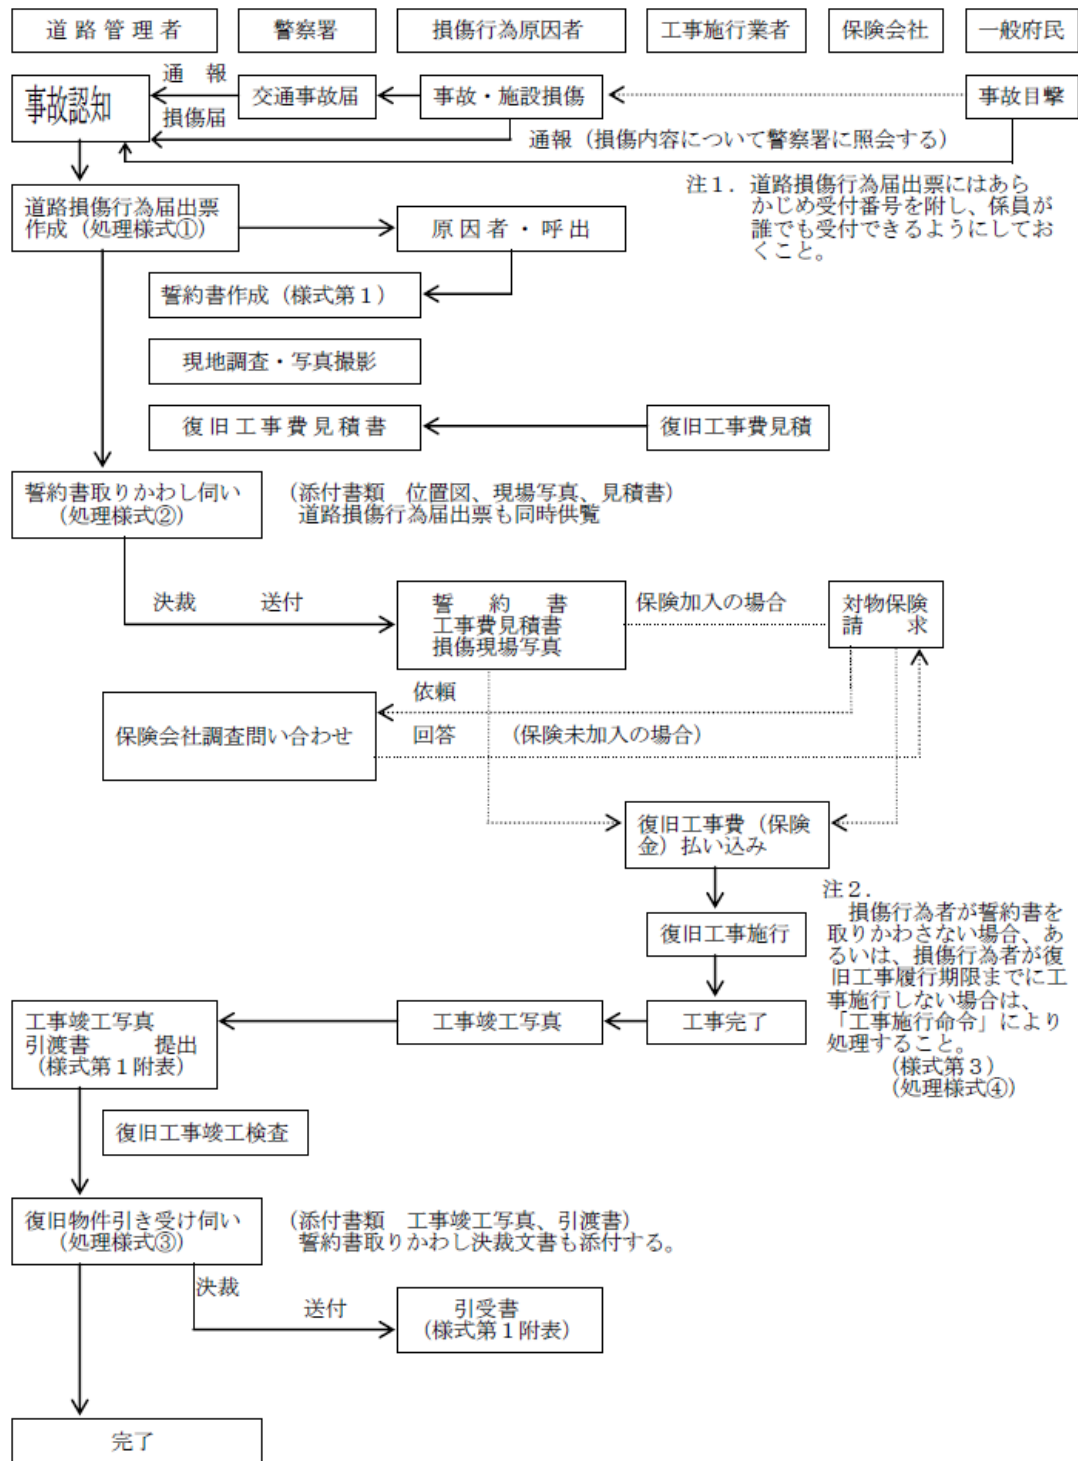 道路管理者
警察署
損傷行為原因者
工事施行業者
保険会社
一般府民
通　報
事故認知
交通事故届
事故・施設損傷
事故目撃
損傷届
通報（損傷内容について警察署に照会する）
注１．道路損傷行為届出票にはあら
かじめ受付番号を附し、係員が
誰でも受付できるようにしてお
くこと。
道路損傷行為届出票
作成（処理様式①）
原因者・呼出
誓約書作成（様式第１）
現地調査・写真撮影
復旧工事費見積書
復旧工事費見積
誓約書取りかわし伺い
（処理様式②）
（添付書類　位置図、現場写真、見積書）
道路損傷行為届出票も同時供覧
決裁　　　送付
誓　約　書
工事費見積書
損傷現場写真
保険加入の場合
対物保険
請　　求
依頼
保険会社調査問い合わせ
回答　　（保険未加入の場合）
復旧工事費（保険
金）払い込み
注２．
損傷行為者が誓約書を
取りかわさない場合、あ
るいは、損傷行為者が復
旧工事履行期限までに工
事施行しない場合は、
「工事施行命令」により
処理すること。
（様式第３）
（処理様式④）
復旧工事施行
工事竣工写真
引渡書　　　提出
（様式第１附表）
工事竣工写真
工事完了
復旧工事竣工検査
復旧物件引き受け伺い
（処理様式③）
（添付書類　工事竣工写真、引渡書）
誓約書取りかわし決裁文書も添付する。
決裁
送付
引受書
（様式第１附表）
完了